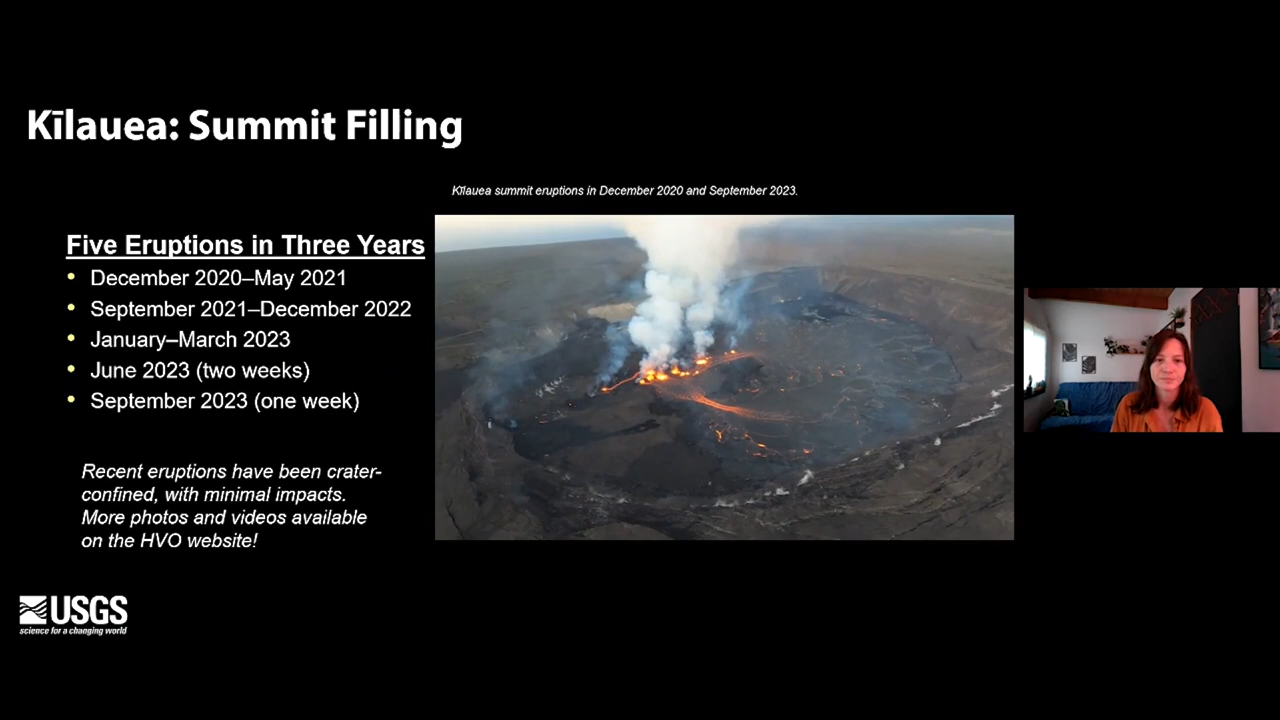 Kīlauea: Summit Filling
Kīlauea summit eruptions in December 2020 and September 2023.
Five Eruptions in Three Years
• December 2020–May 2021
• September 2021–December 2022
• January–March 2023
• June 2023 (two weeks)
• September 2023 (one week)
Recent eruptions have been crater-
confined, with minimal impacts.
More photos and videos available
on the HVO website!
USGS
science for a changing world